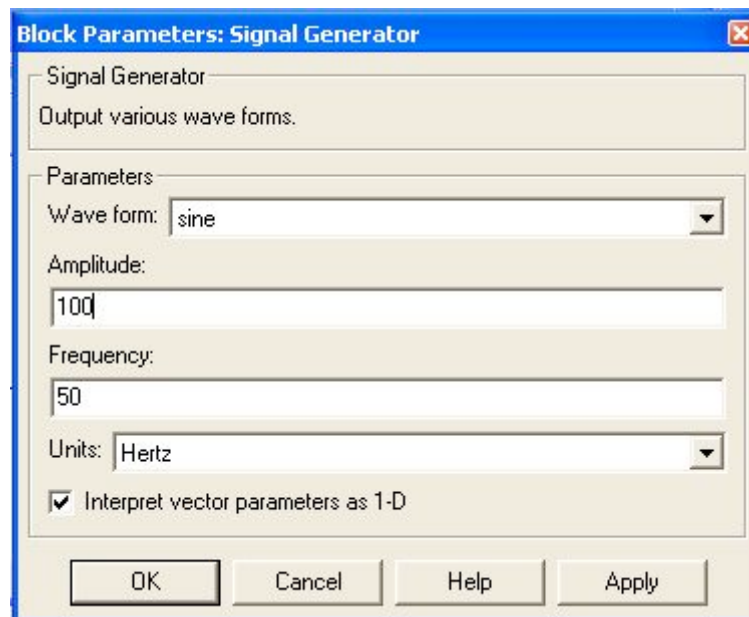 Block Parameters: Signal Generator
Signal Generator
Output various wave forms.
Parameters
Wave form: sine
Amplitude:
100
Frequency:
50
Units: Hertz
Interpret vector parameters as 1-D
OK Cancel Help Apply